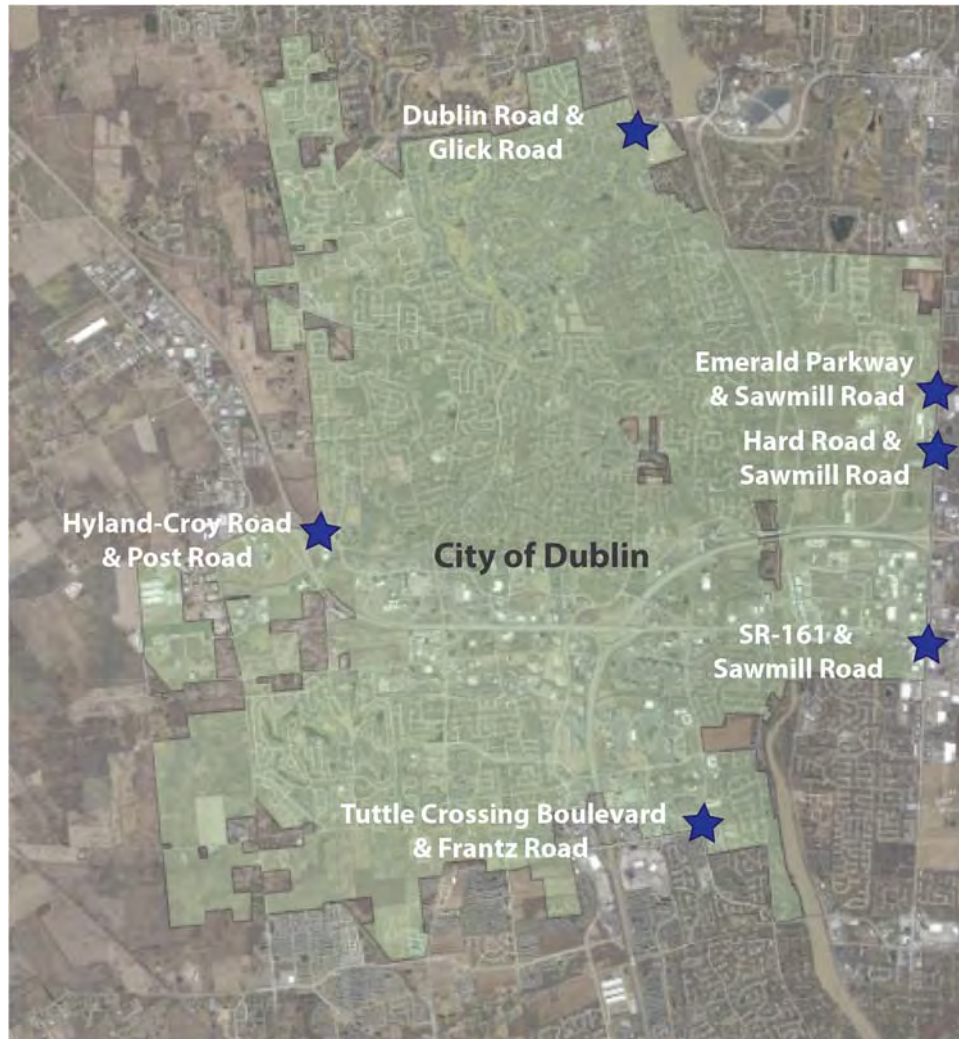 Dublin Road &
Glick Road
Emerald Parkway
& Sawmill Road
Hard Road &
Sawmill Road
Hyland-Croy Road
& Post Road
City of Dublin
SR-161 &
Sawmill Road
Tuttle Crossing Boulevard
& Frantz Road